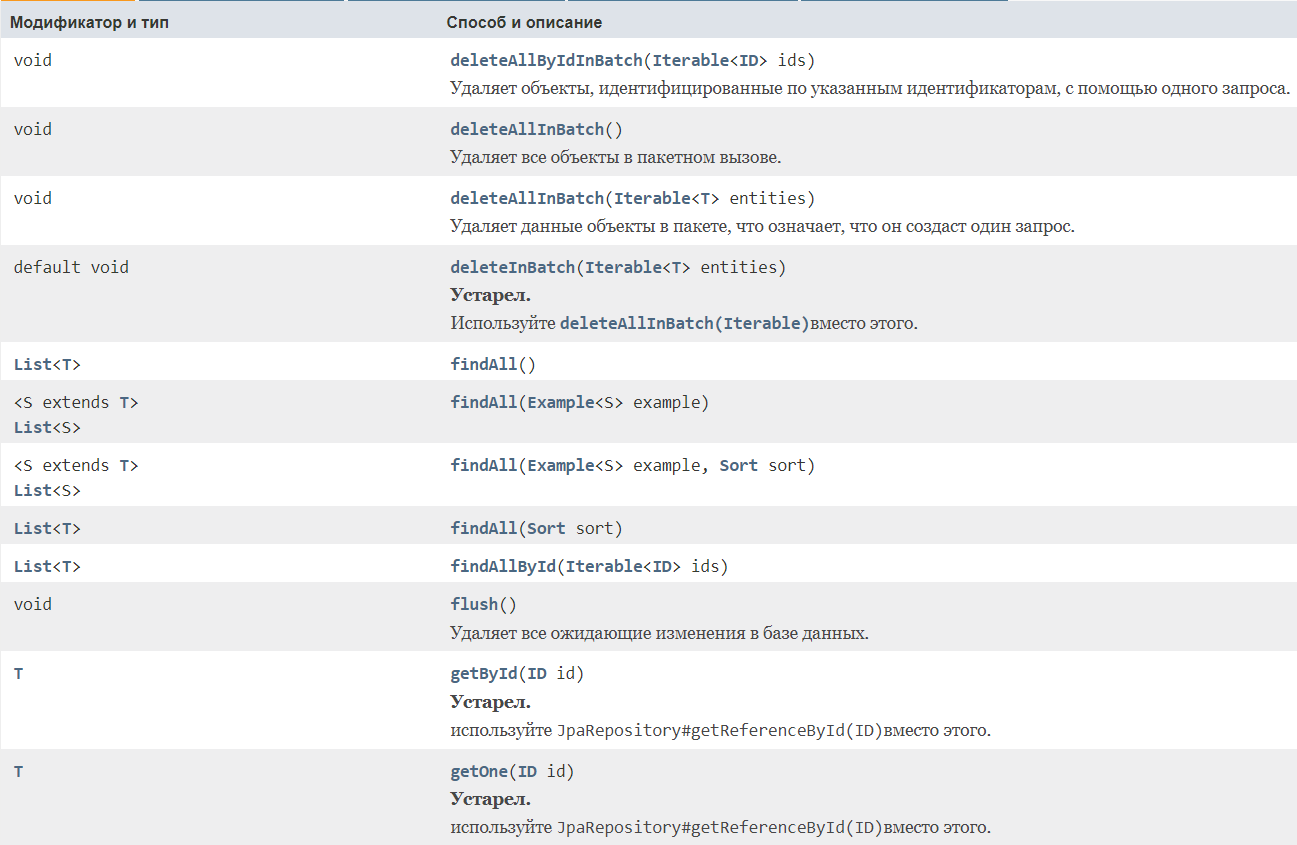 Модификатор и тип Способ и описание
void deleteAllByIdInBatch(Iterable<ID> ids)
Удаляет объекты, идентифицированные по указанным идентификаторам, с помощью одного запроса.
void deleteAllInBatch()
Удаляет все объекты в пакетном вызове.
void deleteAllInBatch(Iterable<T> entities)
Удаляет данные объекты в пакете, что означает, что он создаст один запрос.
default void deleteInBatch(Iterable<T> entities)
Устарел.
Используйте deleteAllInBatch(Iterable)вместо этого.
List<T> findAll()
<S extends T> findAll(Example<S> example)
List<S>
<S extends T> findAll(Example<S> example, Sort sort)
List<S>
List<T> findAll(Sort sort)
List<T> findAllById(Iterable<ID> ids)
void flush()
Удаляет все ожидающие изменения в базе данных.
T getById(ID id)
Устарел.
используйте JpaRepository#getReferenceById(ID)вместо этого.
T getOne(ID id)
Устарел.
используйте JpaRepository#getReferenceById(ID)вместо этого.